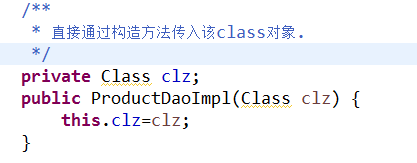 /**
 * 直接通过构造方法传入该class对象.
 */
private Class clz;
public ProductDaoImpl(Class clz) {
    this.clz=clz;
}